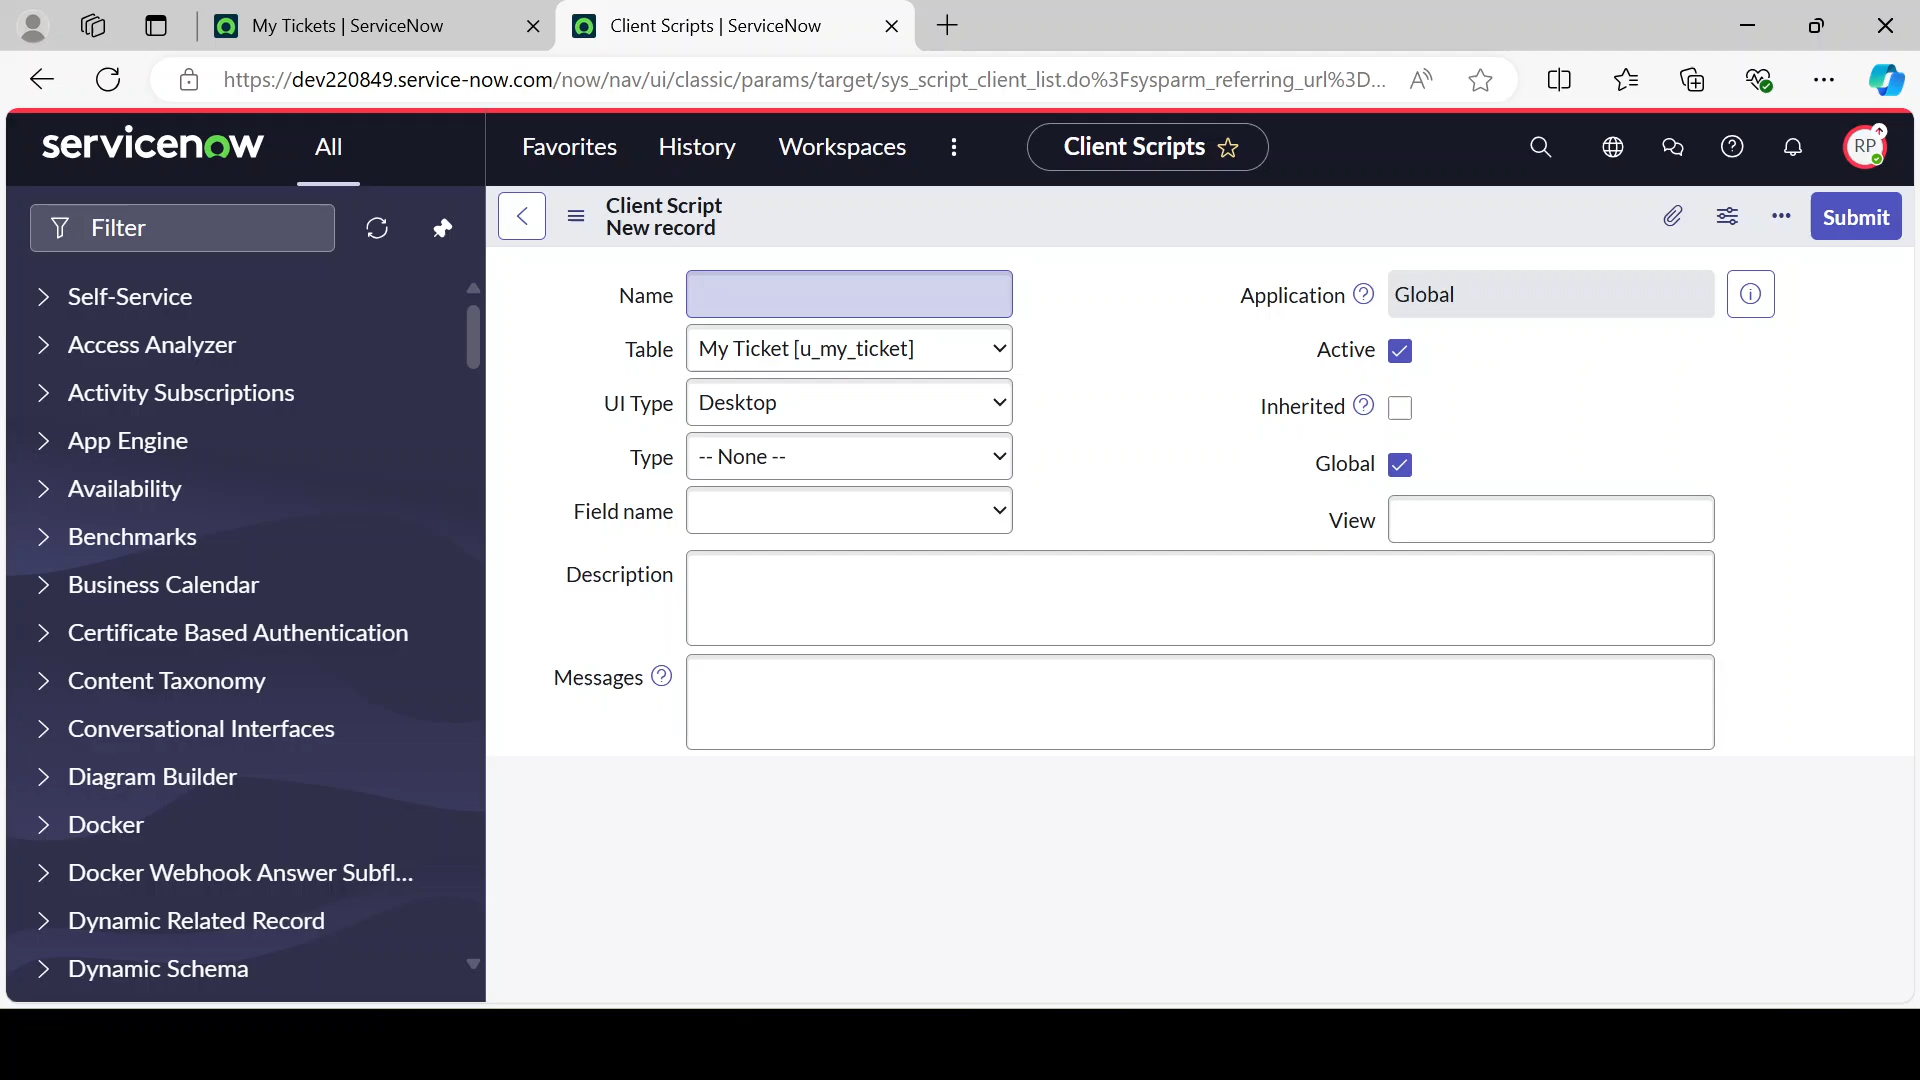 My Tickets | ServiceNow
Client Scripts | ServiceNow
https://dev220849.service-now.com/now/nav/ui/classic/params/target/sys_script_client_list.do%3Fsysparm_referring_url%3D...
servicenow
All
Favorites
History
Workspaces
Client Scripts
RP
Filter
Client Script
New record
Submit
Self-Service
Access Analyzer
Activity Subscriptions
App Engine
Availability
Benchmarks
Business Calendar
Certificate Based Authentication
Content Taxonomy
Conversational Interfaces
Diagram Builder
Docker
Docker Webhook Answer Subfl...
Dynamic Related Record
Dynamic Schema
Name
Table My Ticket [u_my_ticket]
UI Type Desktop
Type -- None --
Field name
Application Global
Active
Inherited
Global
View
Description
Messages